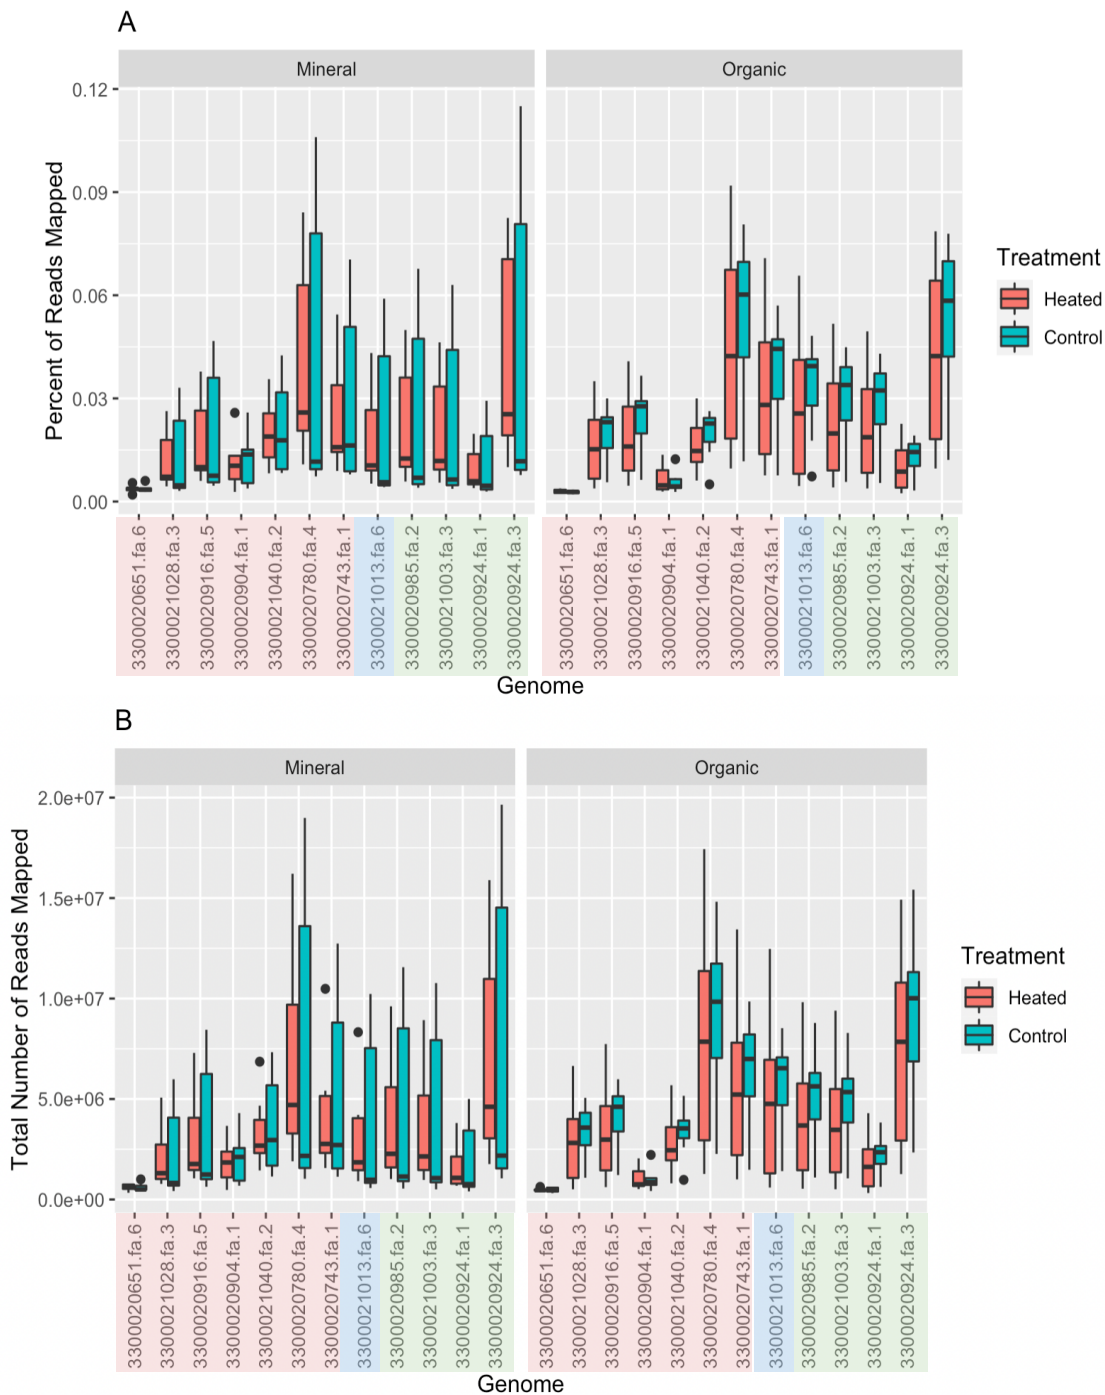 A
Mineral
Organic
Percent of Reads Mapped
0.12
0.09
0.06
0.03
0.00
3300020651.fa.6
3300021028.fa.3
3300020916.fa.5
3300020904.fa.1
3300021040.fa.2
3300020780.fa.4
3300020743.fa.1
3300021013.fa.6
3300020985.fa.2
3300021003.fa.3
3300020924.fa.1
3300020924.fa.3
3300020651.fa.6
3300021028.fa.3
3300020916.fa.5
3300020904.fa.1
3300021040.fa.2
3300020780.fa.4
3300020743.fa.1
3300021013.fa.6
3300020985.fa.2
3300021003.fa.3
3300020924.fa.1
3300020924.fa.3
Genome
Treatment
Heated
Control
B
Mineral
Organic
Total Number of Reads Mapped
2.0e+07
1.5e+07
1.0e+07
5.0e+06
0.0e+00
3300020651.fa.6
3300021028.fa.3
3300020916.fa.5
3300020904.fa.1
3300021040.fa.2
3300020780.fa.4
3300020743.fa.1
3300021013.fa.6
3300020985.fa.2
3300021003.fa.3
3300020924.fa.1
3300020924.fa.3
3300020651.fa.6
3300021028.fa.3
3300020916.fa.5
3300020904.fa.1
3300021040.fa.2
3300020780.fa.4
3300020743.fa.1
3300021013.fa.6
3300020985.fa.2
3300021003.fa.3
3300020924.fa.1
3300020924.fa.3
Genome
Treatment
Heated
Control